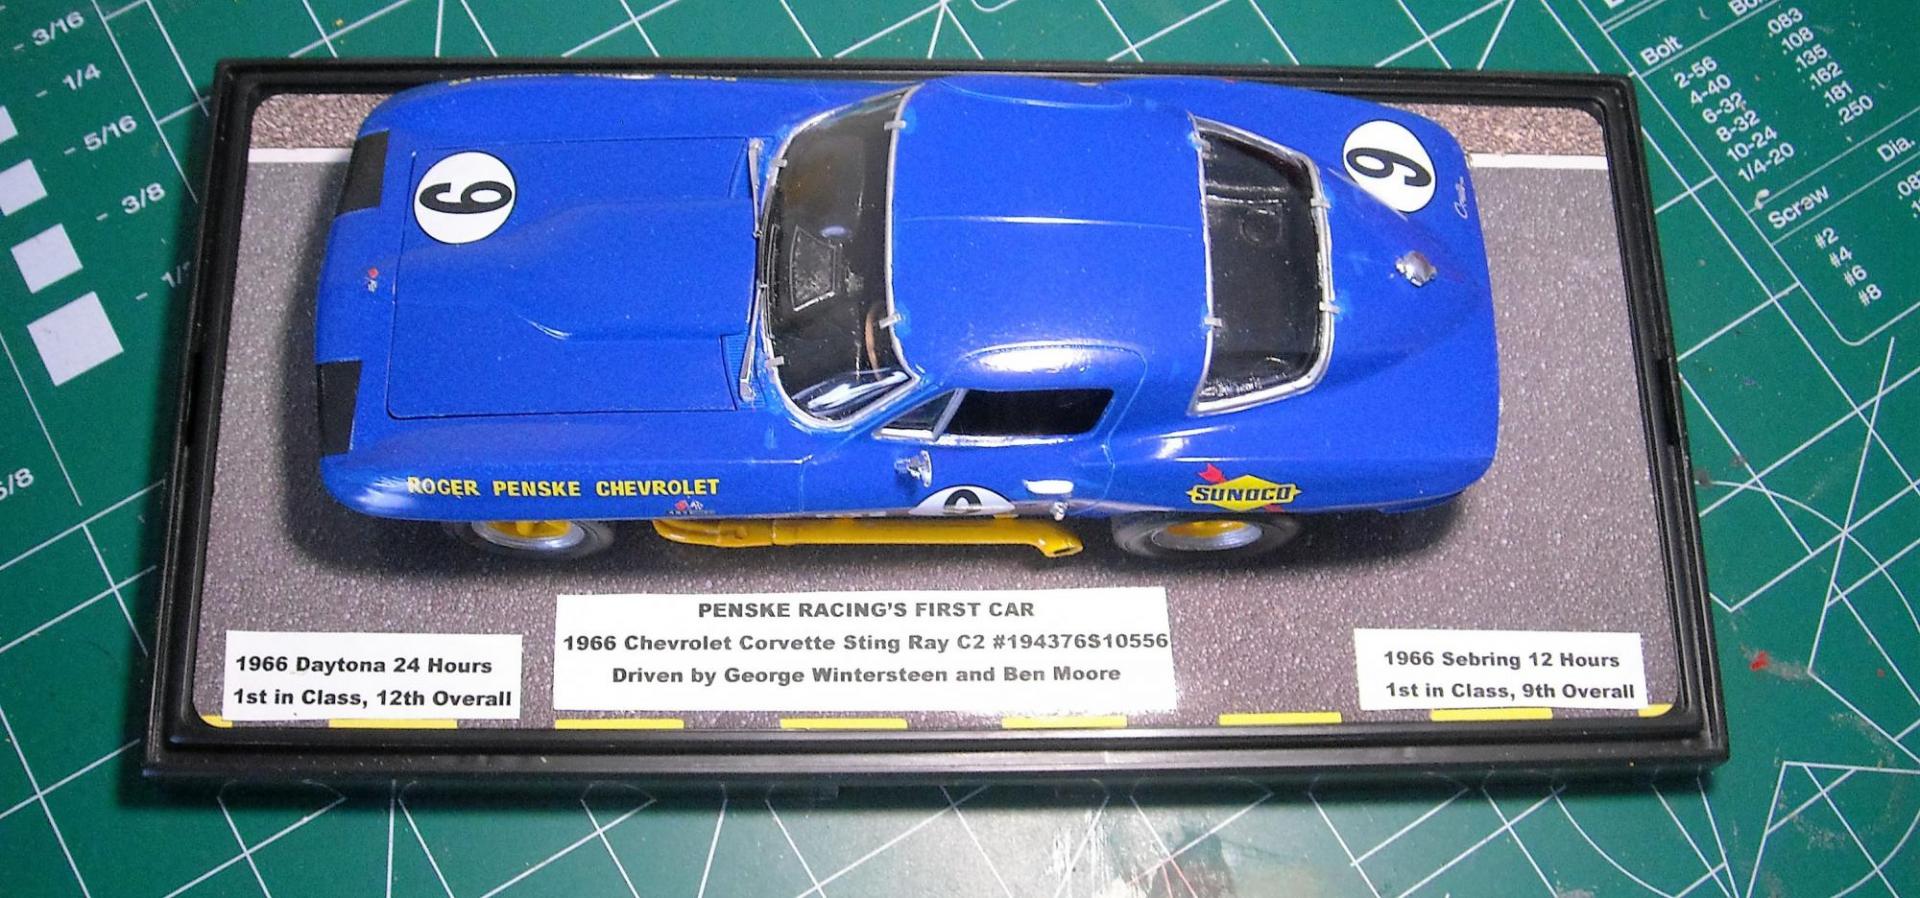 - 3/16
- 1/4
- 5/16
- 3/8
5/8
Bolt
2-56
4-40
6-32
8-32
10-24
1/4-20
.083
.108
.135
.162
.181
.250
Dia.
Screw
#2
#4
#6
#8
6
9
Corvette
ROGER PENSKE CHEVROLET
SUNOCO
PENSKE RACING'S FIRST CAR
1966 Chevrolet Corvette Sting Ray C2 #194376S10556
Driven by George Wintersteen and Ben Moore
1966 Daytona 24 Hours
1st in Class, 12th Overall
1966 Sebring 12 Hours
1st in Class, 9th Overall